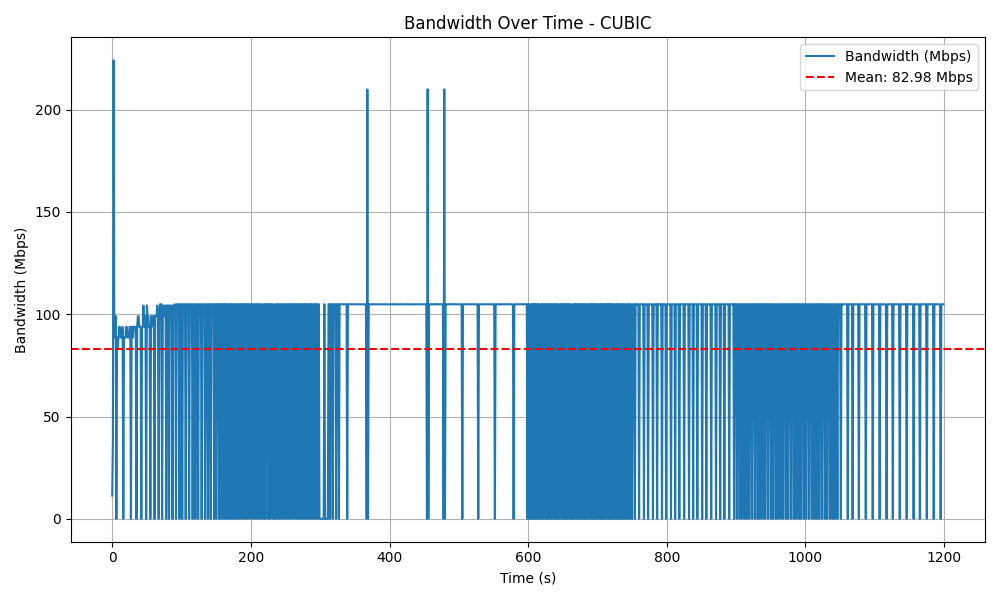 Bandwidth Over Time - CUBIC
Bandwidth (Mbps)
Mean: 82.98 Mbps
Bandwidth (Mbps)
200
150
100
50
0
0 200 400 600 800 1000 1200
Time (s)